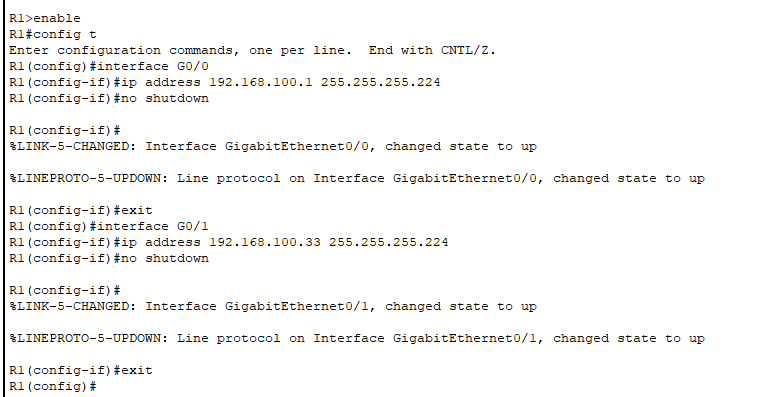 R1>enable
R1#config t
Enter configuration commands, one per line.  End with CNTL/Z.
R1(config)#interface G0/0
R1(config-if)#ip address 192.168.100.1 255.255.255.224
R1(config-if)#no shutdown
R1(config-if)#
%LINK-5-CHANGED: Interface GigabitEthernet0/0, changed state to up
%LINEPROTO-5-UPDOWN: Line protocol on Interface GigabitEthernet0/0, changed state to up
R1(config-if)#exit
R1(config)#interface G0/1
R1(config-if)#ip address 192.168.100.33 255.255.255.224
R1(config-if)#no shutdown
R1(config-if)#
%LINK-5-CHANGED: Interface GigabitEthernet0/1, changed state to up
%LINEPROTO-5-UPDOWN: Line protocol on Interface GigabitEthernet0/1, changed state to up
R1(config-if)#exit
R1(config)#